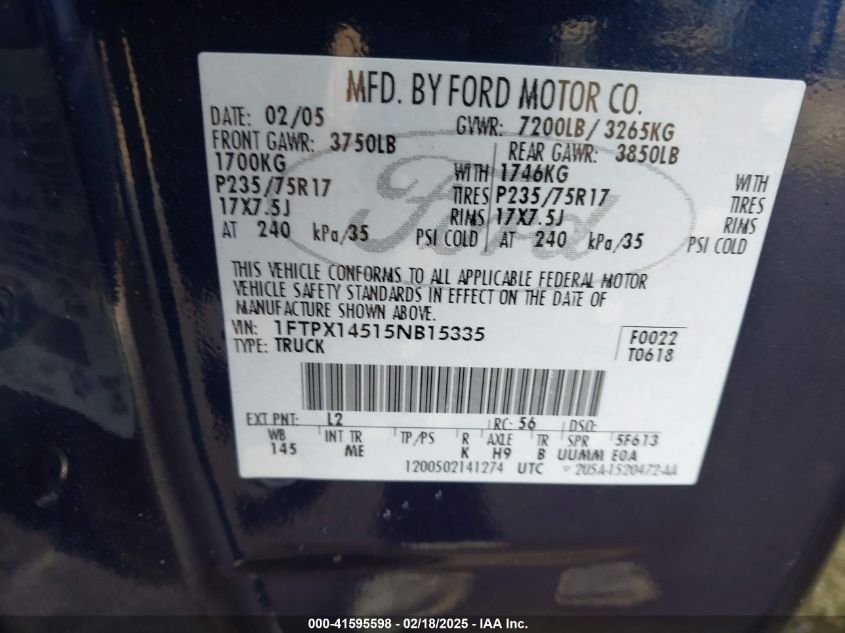 MFD. BY FORD MOTOR CO.
DATE: 02/05 GVWR: 7200LB/ 3265KG
FRONT GAWR: 3750LB REAR GAWR: 3850LB
1700KG WITH 1746KG WITH
P235/75R17 TIRES P235/75R17 TIRES
17X7.5J RIMS 17X7.5J RIMS
AT 240 kPa/35 PSI COLD AT 240 kPa/35 PSI COLD
Ford
THIS VEHICLE CONFORMS TO ALL APPLICABLE FEDERAL MOTOR
VEHICLE SAFETY STANDARDS IN EFFECT ON THE DATE OF
MANUFACTURE SHOWN ABOVE.
VIN: 1FTPX14515NB15335 F0022
TYPE: TRUCK T0618
EXT PNT: L2 RC: 56 DSO:
WB INT TR TP/PS R AXLE TR SPR 5F613
145 ME K H9 B UUMM E0A
1200502141274 UTC 2U5A-1520472-AA
000-41595598 - 02/18/2025 - IAA Inc.